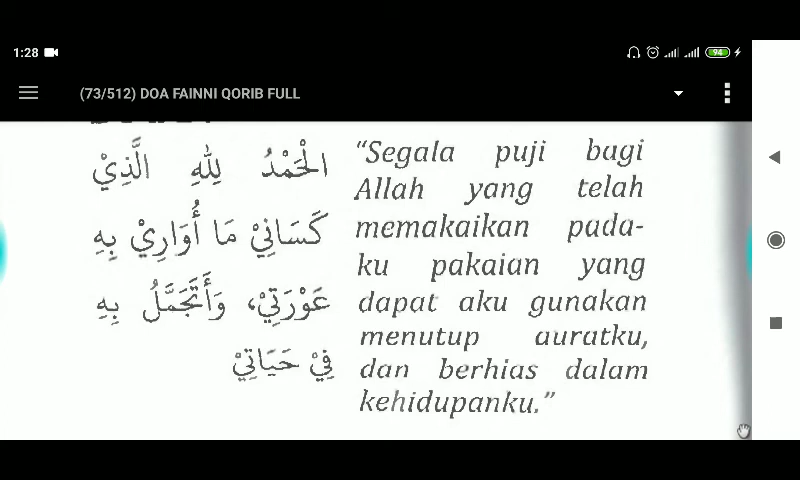 1:28
94
(73/512) DOA FAINNI QORIB FULL
الْحَمْدُ لِلّٰهِ الَّذِيْ
كَسَانِيْ مَا أُوَارِيْ بِهِ
عَوْرَتِيْ، وَأَتَجَمَّلُ بِهِ
فِيْ حَيَاتِيْ
“Segala puji bagi
Allah yang telah
memakaikan pada-
ku pakaian yang
dapat aku gunakan
menutup auratku,
dan berhias dalam
kehidupanku.”